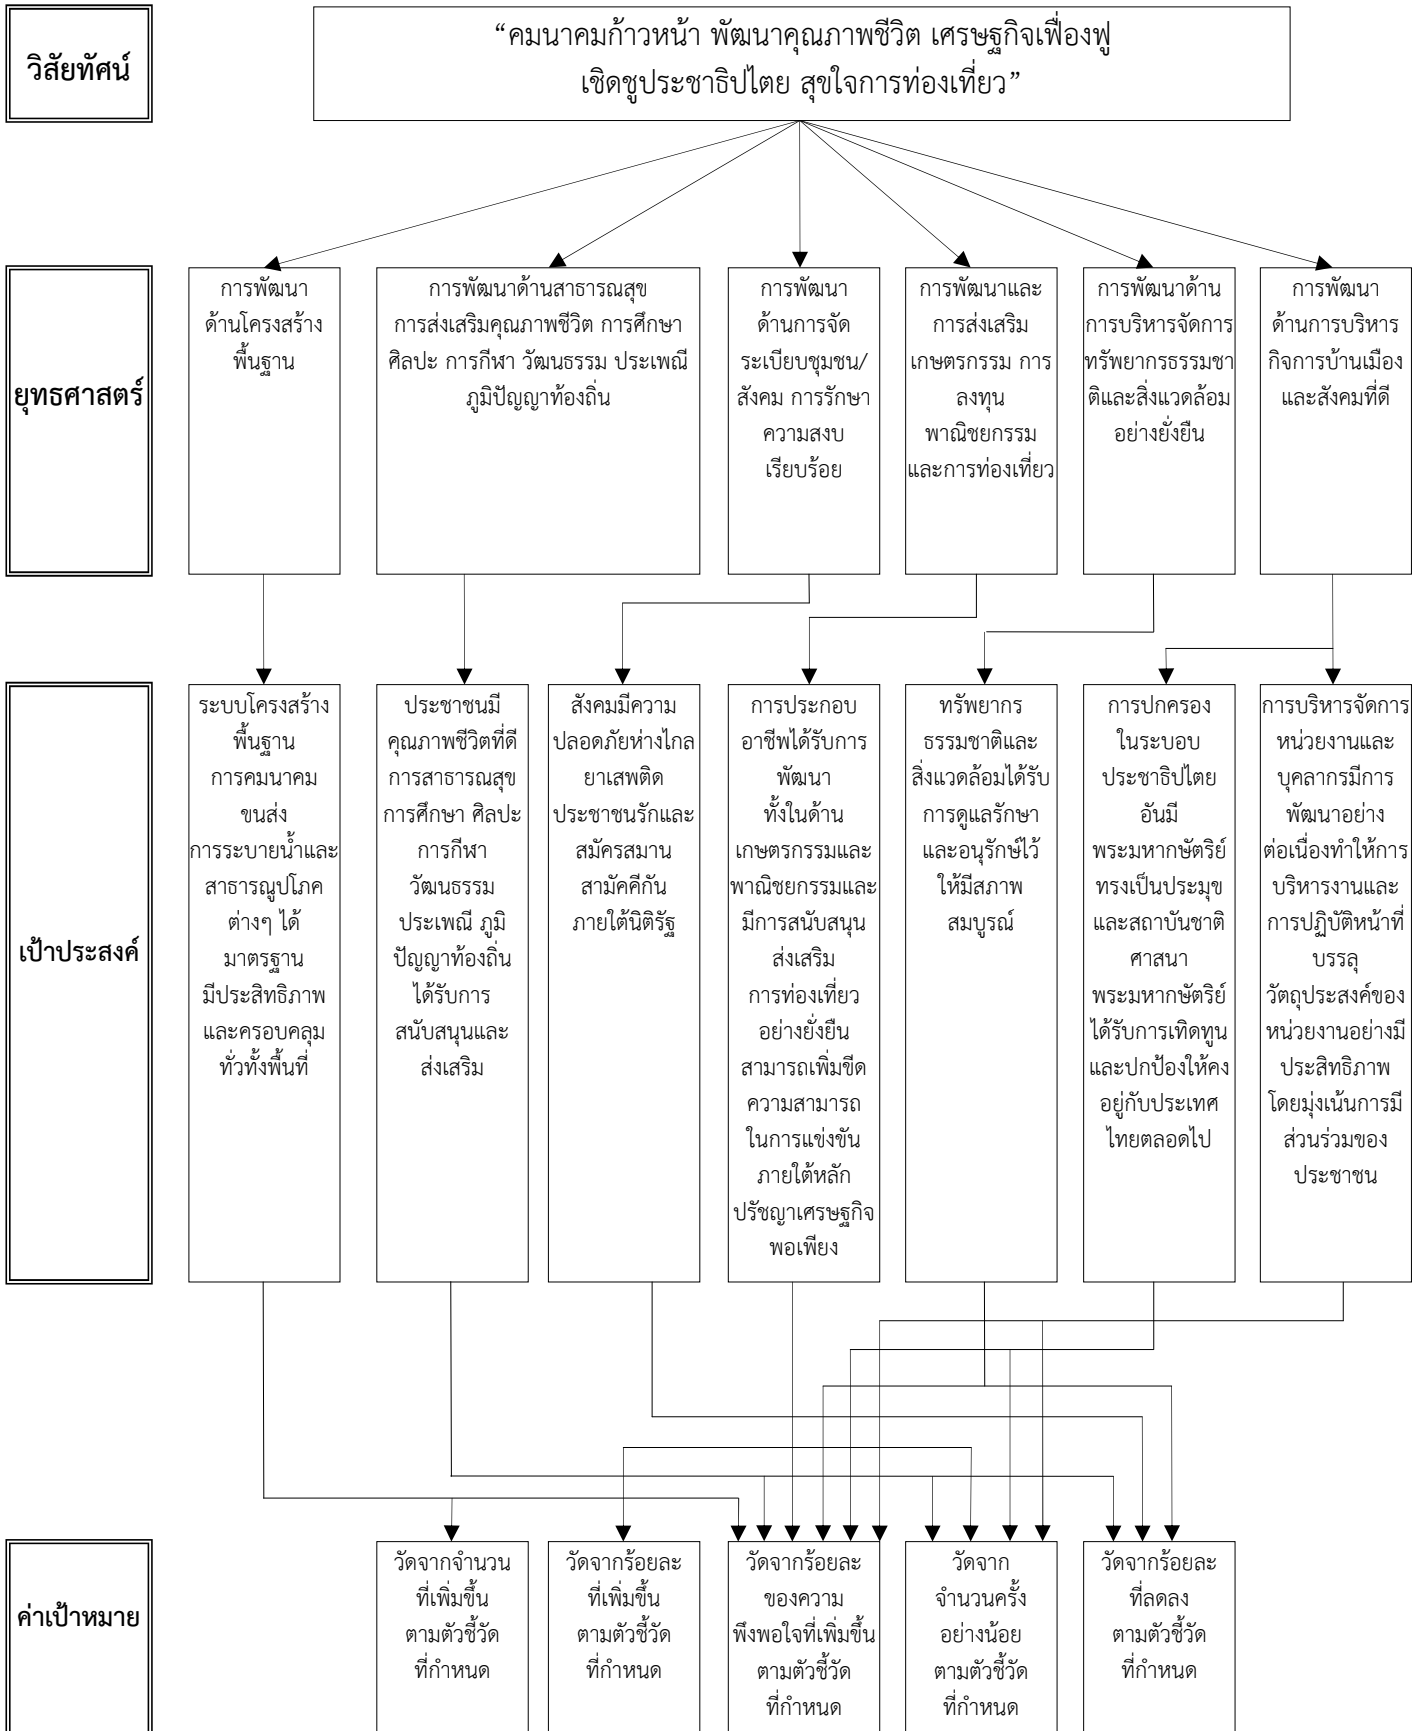 วิสัยทัศน์
“คมนาคมก้าวหน้า พัฒนาคุณภาพชีวิต เศรษฐกิจเฟื่องฟู
เชิดชูประชาธิปไตย สุขใจการท่องเที่ยว”
ยุทธศาสตร์
การพัฒนา
ด้านโครงสร้าง
พื้นฐาน
การพัฒนาด้านสาธารณสุข
การส่งเสริมคุณภาพชีวิต การศึกษา
ศิลปะ การกีฬา วัฒนธรรม ประเพณี
ภูมิปัญญาท้องถิ่น
การพัฒนา
ด้านการจัด
ระเบียบชุมชน/
สังคม การรักษา
ความสงบ
เรียบร้อย
การพัฒนาและ
การส่งเสริม
เกษตรกรรม การ
ลงทุน
พาณิชยกรรม
และการท่องเที่ยว
การพัฒนาด้าน
การบริหารจัดการ
ทรัพยากรธรรมชา
ติและสิ่งแวดล้อม
อย่างยั่งยืน
การพัฒนา
ด้านการบริหาร
กิจการบ้านเมือง
และสังคมที่ดี
เป้าประสงค์
ระบบโครงสร้าง
พื้นฐาน
การคมนาคม
ขนส่ง
การระบายน้ำและ
สาธารณูปโภค
ต่างๆ ได้
มาตรฐาน
มีประสิทธิภาพ
และครอบคลุม
ทั่วทั้งพื้นที่
ประชาชนมี
คุณภาพชีวิตที่ดี
การสาธารณสุข
การศึกษา ศิลปะ
การกีฬา
วัฒนธรรม
ประเพณี ภูมิ
ปัญญาท้องถิ่น
ได้รับการ
สนับสนุนและ
ส่งเสริม
สังคมมีความ
ปลอดภัยห่างไกล
ยาเสพติด
ประชาชนรักและ
สมัครสมาน
สามัคคีกัน
ภายใต้นิติรัฐ
การประกอบ
อาชีพได้รับการ
พัฒนา
ทั้งในด้าน
เกษตรกรรมและ
พาณิชยกรรมและ
มีการสนับสนุน
ส่งเสริม
การท่องเที่ยว
อย่างยั่งยืน
สามารถเพิ่มขีด
ความสามารถ
ในการแข่งขัน
ภายใต้หลัก
ปรัชญาเศรษฐกิจ
พอเพียง
ทรัพยากร
ธรรมชาติและ
สิ่งแวดล้อมได้รับ
การดูแลรักษา
และอนุรักษ์ไว้
ให้มีสภาพ
สมบูรณ์
การปกครอง
ในระบอบ
ประชาธิปไตย
อันมี
พระมหากษัตริย์
ทรงเป็นประมุข
และสถาบันชาติ
ศาสนา
พระมหากษัตริย์
ได้รับการเทิดทูน
และปกป้องให้คง
อยู่กับประเทศ
ไทยตลอดไป
การบริหารจัดการ
หน่วยงานและ
บุคลากรมีการ
พัฒนาอย่าง
ต่อเนื่องทำให้การ
บริหารงานและ
การปฏิบัติหน้าที่
บรรลุ
วัตถุประสงค์ของ
หน่วยงานอย่างมี
ประสิทธิภาพ
โดยมุ่งเน้นการมี
ส่วนร่วมของ
ประชาชน
ค่าเป้าหมาย
วัดจากจำนวน
ที่เพิ่มขึ้น
ตามตัวชี้วัด
ที่กำหนด
วัดจากร้อยละ
ที่เพิ่มขึ้น
ตามตัวชี้วัด
ที่กำหนด
วัดจากร้อยละ
ของความ
พึงพอใจที่เพิ่มขึ้น
ตามตัวชี้วัด
ที่กำหนด
วัดจาก
จำนวนครั้ง
อย่างน้อย
ตามตัวชี้วัด
ที่กำหนด
วัดจากร้อยละ
ที่ลดลง
ตามตัวชี้วัด
ที่กำหนด